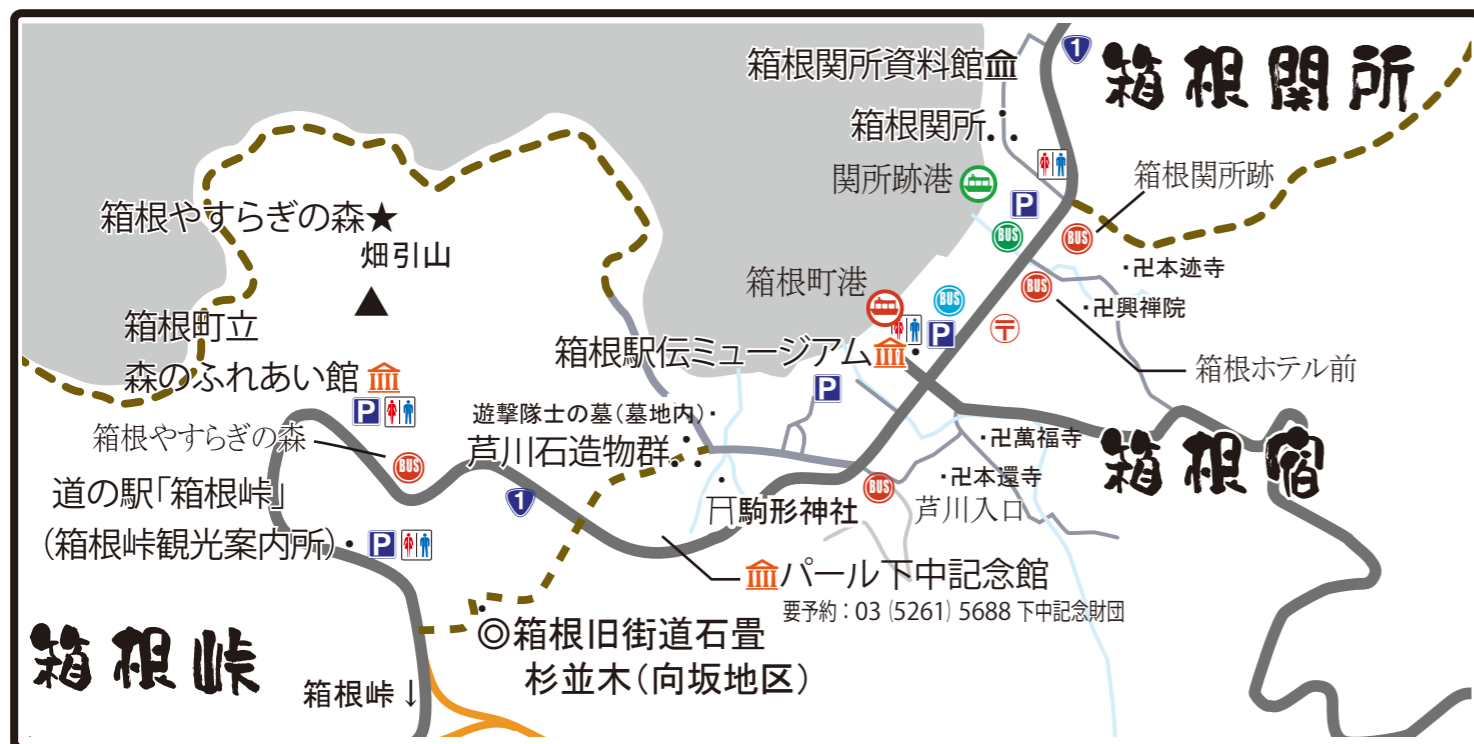 箱根関所資料館
1
箱根関所
箱根関所
関所跡港
箱根関所跡
P
BUS
BUS
箱根やすらぎの森★
畑引山
・卍本迹寺
箱根町港
BUS
BUS
・卍興禅院
〒
P
箱根町立
森のふれあい館
箱根駅伝ミュージアム
箱根ホテル前
P
P
遊撃隊士の墓(墓地内)・
箱根やすらぎの森
BUS
芦川石造物群
・卍萬福寺
箱根宿
・卍本還寺
BUS
道の駅「箱根峠」
(箱根峠観光案内所)・
P
1
駒形神社
芦川入口
パール下中記念館
要予約:03 (5261) 5688 下中記念財団
◎箱根旧街道石畳
杉並木(向坂地区)
箱根峠
箱根峠↓